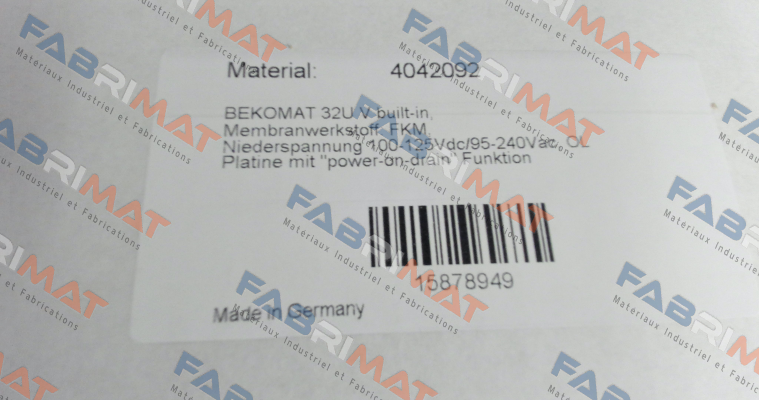 Material: 4042092
BEKOMAT 32U V built-in,
Membranwerkstoff FKM
Niederspannung 100-125Vdc/95-240Vac, OL
Platine mit "power-on-drain" Funktion
15878949
Made in Germany
FABRIMAT
Matériaux Industriel et Fabrications